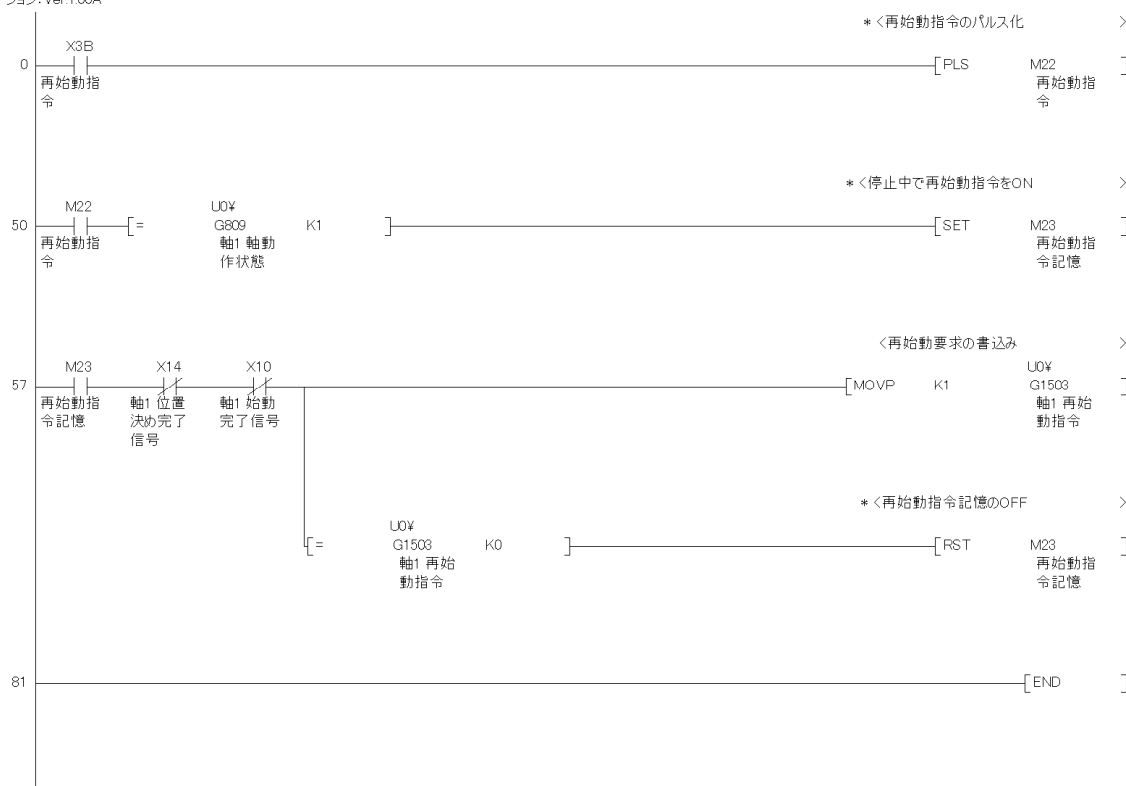 ジョン: Ver.1.00A
*<再始動指令のパルス化 >
X3B
0
[PLS M22 ]
再始動指
令
再始動指
令
*<停止中で再始動指令をON >
M22 U0¥
50
[= G809 K1 ]
[SET M23 ]
再始動指
令
軸1 軸動
作状態
再始動指
令記憶
<再始動要求の書込み >
M23 X14 X10 U0¥
57
[MOVP K1 G1503 ]
再始動指
令記憶
軸1 位置
決め完了
信号
軸1 始動
完了信号
軸1 再始
動指令
*<再始動指令記憶のOFF >
U0¥
[= G1503 K0 ]
[RST M23 ]
軸1 再始
動指令
再始動指
令記憶
81
[END ]